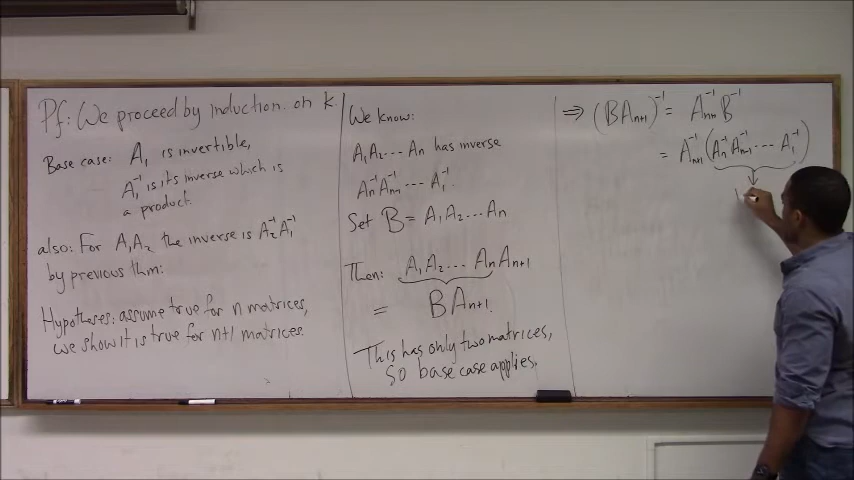 Pf: We proceed by induction on k.
Base case: A₁ is invertible,
A₁⁻¹ is its inverse which is
a product.
also: For A₁A₂ the inverse is A₂⁻¹A₁⁻¹
by previous thm:
Hypotheses: assume true for n matrices,
we show it is true for n+1 matrices.
We know:
A₁A₂⋯Aₙ has inverse
Aₙ⁻¹Aₙ₋₁⁻¹⋯A₁⁻¹.
Set B = A₁A₂⋯Aₙ
Then: A₁A₂⋯AₙAₙ₊₁
= BAₙ₊₁.
This has only two matrices,
so base case applies.
⇒ (BAₙ₊₁)⁻¹ = Aₙ₊₁⁻¹B⁻¹
= Aₙ₊₁⁻¹(Aₙ⁻¹Aₙ₋₁⁻¹⋯A₁⁻¹)